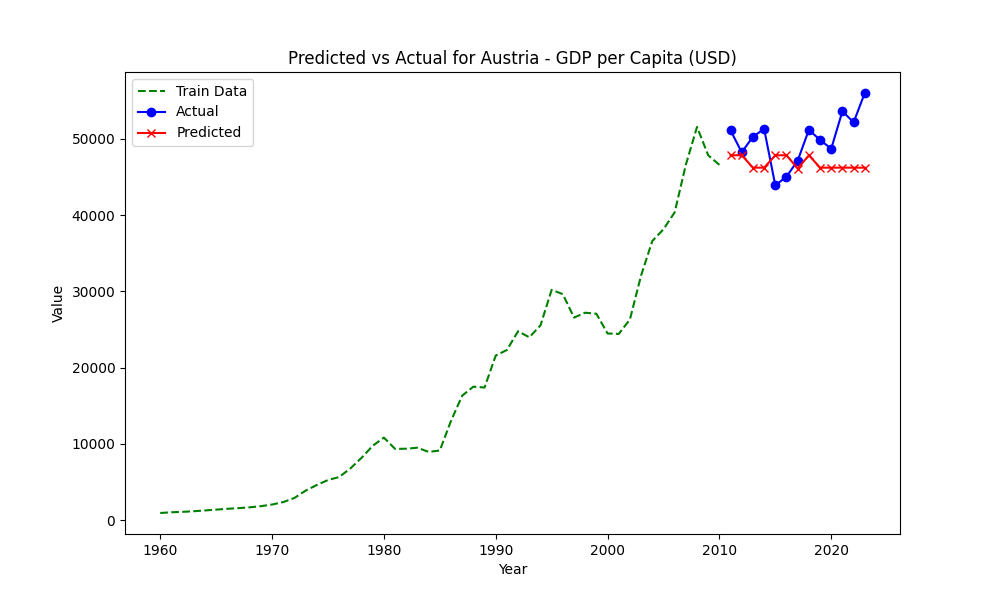 Predicted vs Actual for Austria - GDP per Capita (USD)
Train Data
Actual
Predicted
Value
50000
40000
30000
20000
10000
0
1960 1970 1980 1990 2000 2010 2020
Year